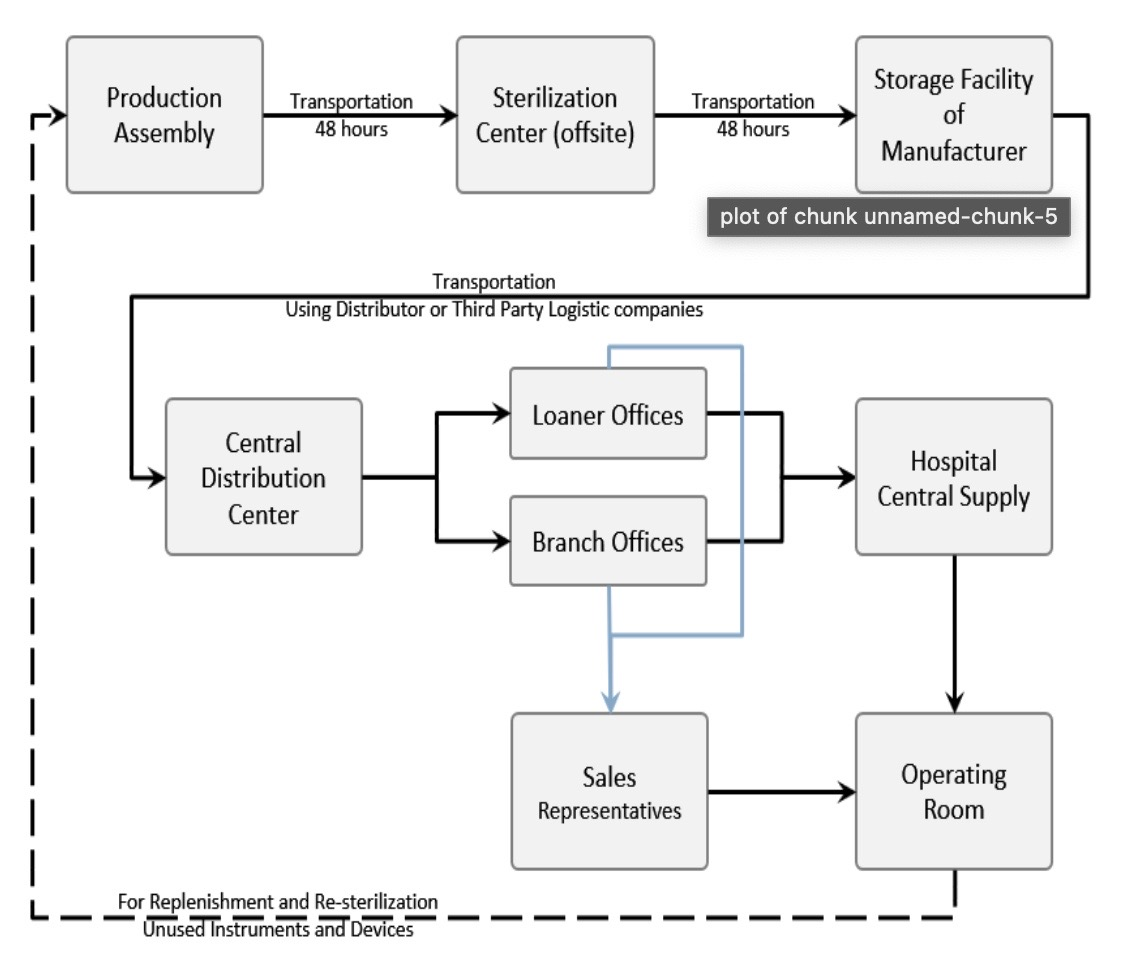 Production
Assembly
Transportation
48 hours
Sterilization
Center (offsite)
Transportation
48 hours
Storage Facility
of
Manufacturer
plot of chunk unnamed-chunk-5
Transportation
Using Distributor or Third Party Logistic companies
Central
Distribution
Center
Loaner Offices
Branch Offices
Hospital
Central Supply
Sales
Representatives
Operating
Room
For Replenishment and Re-sterilization
Unused Instruments and Devices